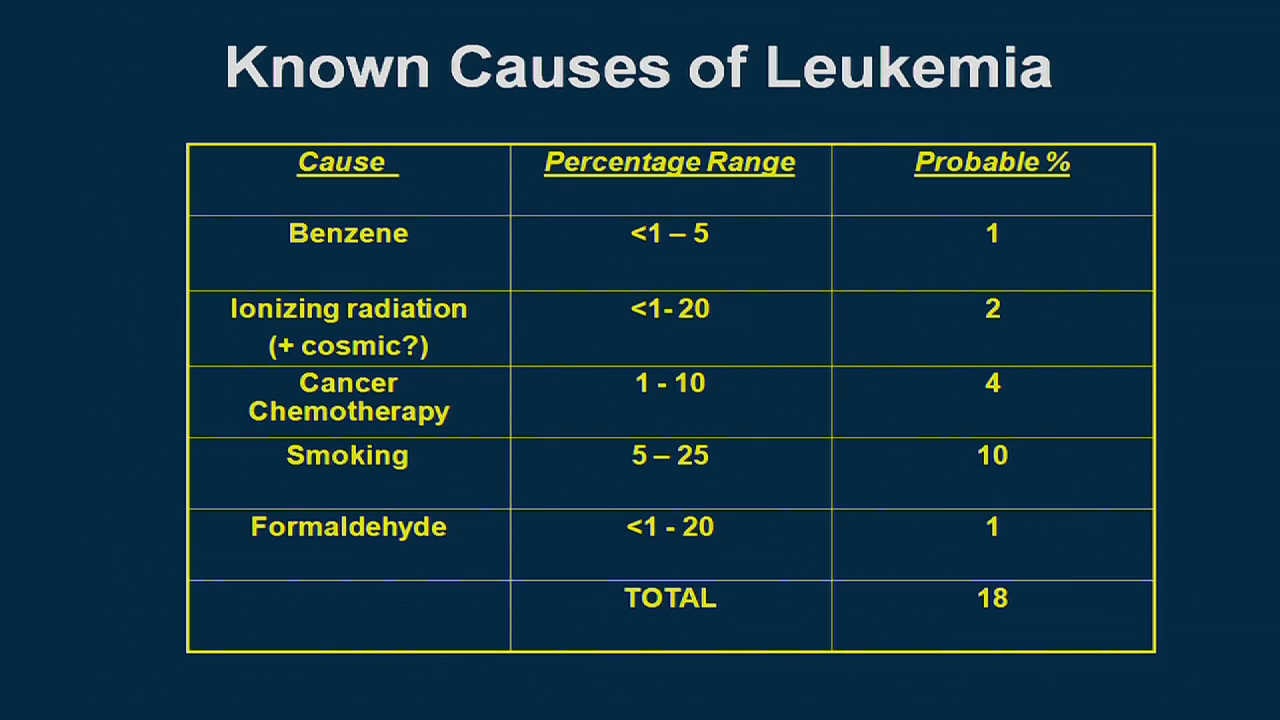 Known Causes of Leukemia
Cause Percentage Range Probable %
Benzene <1 – 5 1
Ionizing radiation <1- 20 2
(+ cosmic?)
Cancer 1 - 10 4
Chemotherapy
Smoking 5 – 25 10
Formaldehyde <1 - 20 1
TOTAL 18